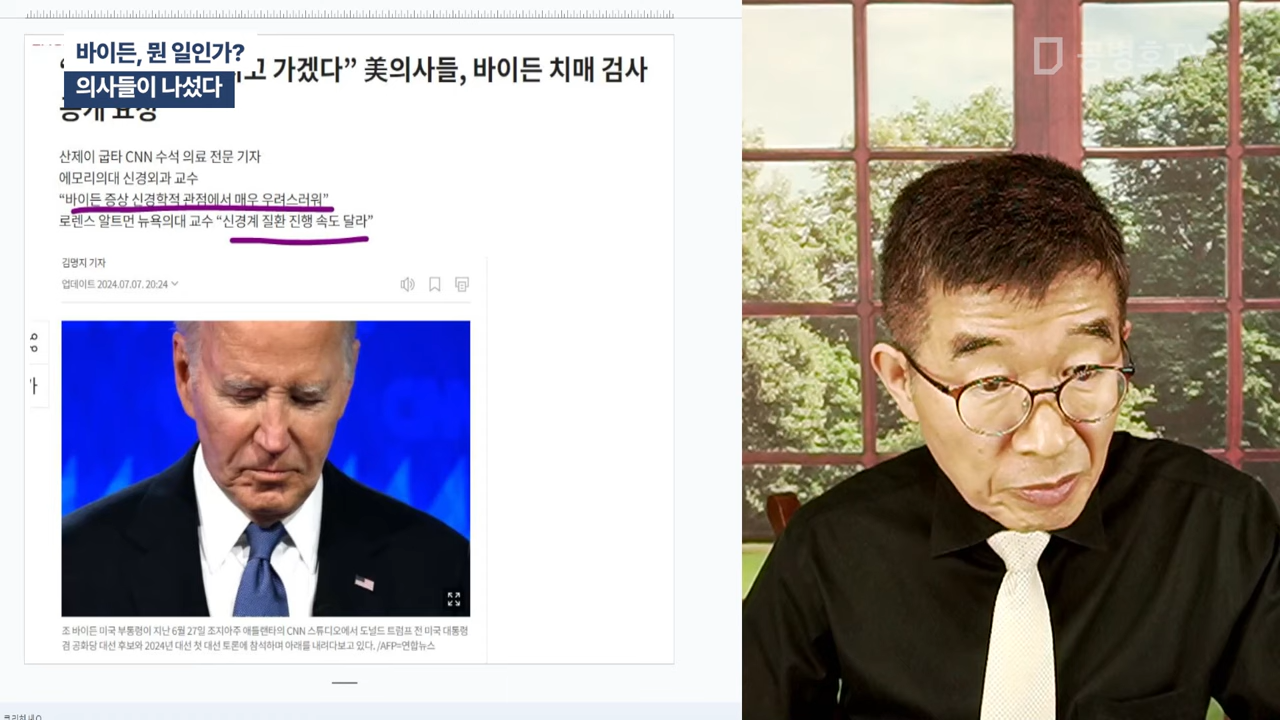 바이든, 뭔 일인가?
의사들이 나섰다
고 가겠다” 美의사들, 바이든 치매 검사
공개 요청
산제이 굽타 CNN 수석 의료 전문 기자
에모리의대 신경외과 교수
“바이든 증상 신경학적 관점에서 매우 우려스러워”
로렌스 알트먼 뉴욕의대 교수 “신경계 질환 진행 속도 달라”
김명지 기자
업데이트 2024.07.07. 20:24
가
조 바이든 미국 부통령이 지난 6월 27일 조지아주 애틀랜타의 CNN 스튜디오에서 도널드 트럼프 전 미국 대통령
겸 공화당 대선 후보와 2024년 대선 첫 대선 토론에 참석하며 아래를 내려다보고 있다. /AFP=연합뉴스
공병호TV